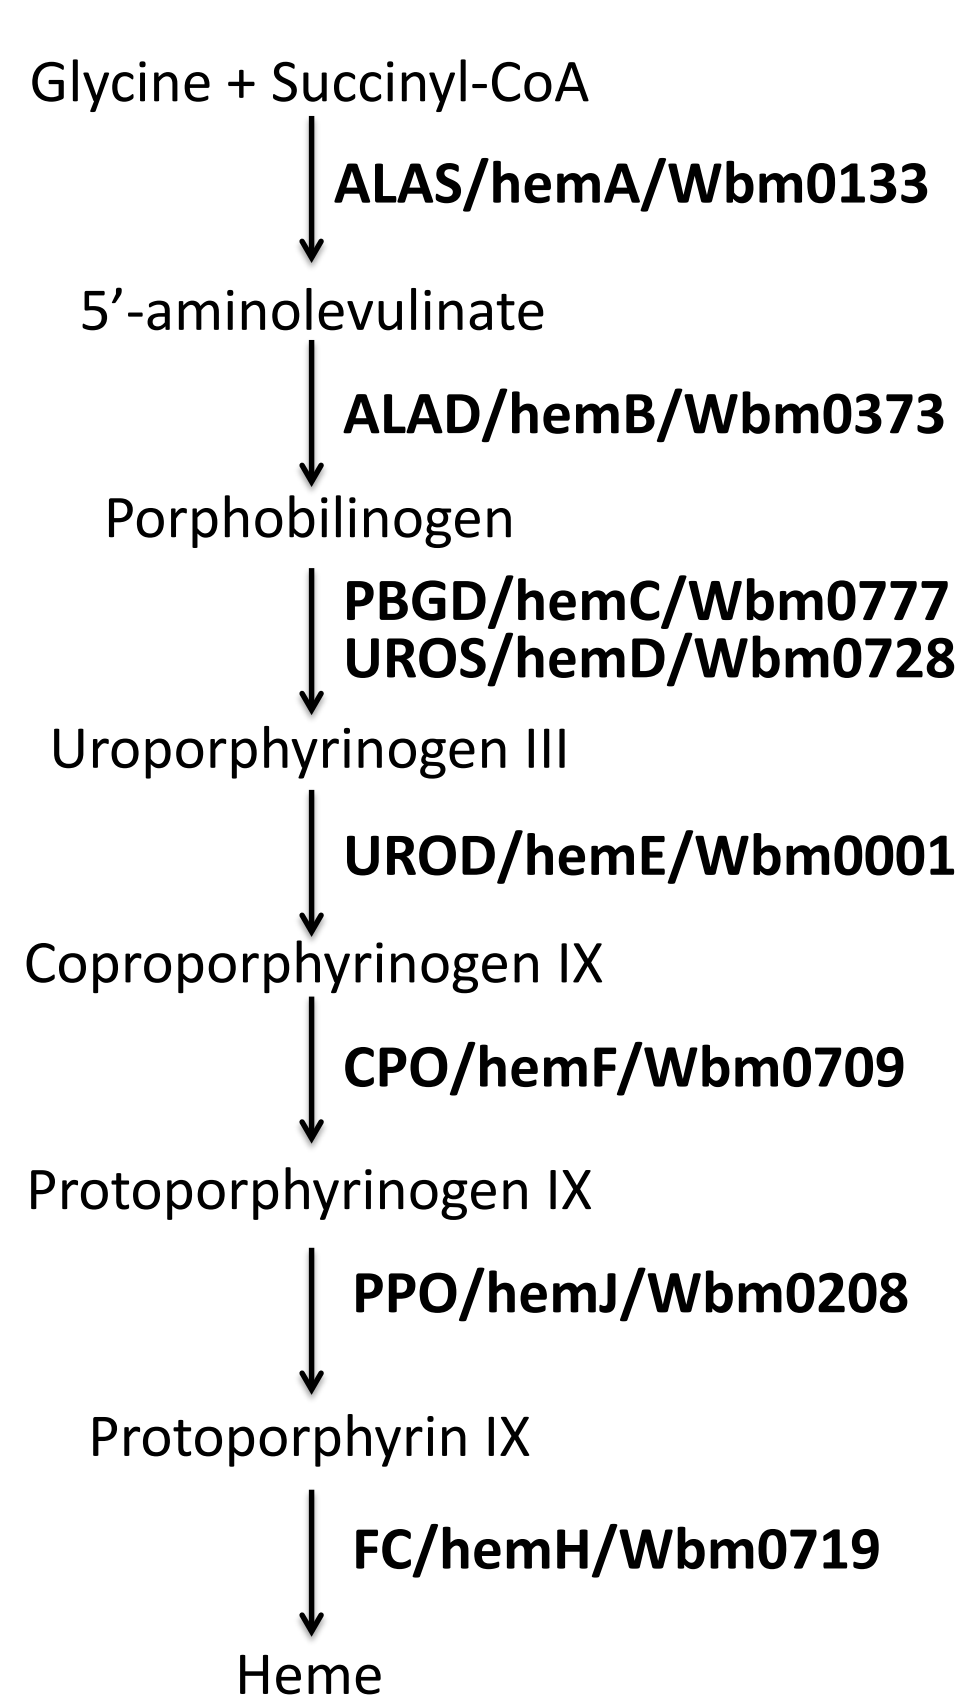 Glycine + Succinyl-CoA
ALAS/hemA/Wbm0133
5’-aminolevulinate
ALAD/hemB/Wbm0373
Porphobilinogen
PBGD/hemC/Wbm0777
UROS/hemD/Wbm0728
Uroporphyrinogen III
UROD/hemE/Wbm0001
Coproporphyrinogen IX
CPO/hemF/Wbm0709
Protoporphyrinogen IX
PPO/hemJ/Wbm0208
Protoporphyrin IX
FC/hemH/Wbm0719
Heme